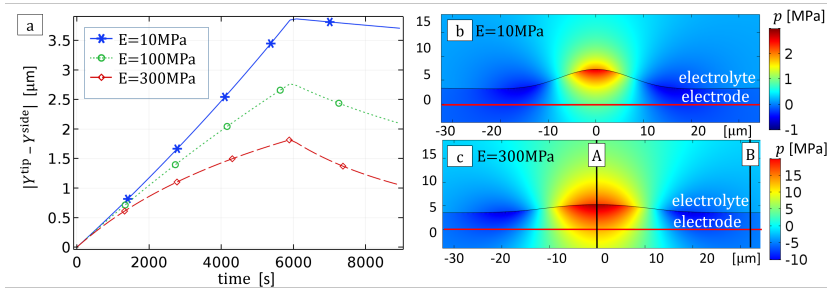 a
E=10MPa
E=100MPa
E=300MPa
|Y^tip − Y^side| [μm]
3.5
3
2.5
2
1.5
1
0.5
0
0 2000 4000 6000 8000
time [s]
b E=10MPa
15
10
5
0
electrolyte
electrode
-30 -20 -10 0 10 20 [μm]
p [MPa]
2
1
0
-1
c E=300MPa
A
B
15
10
5
0
electrolyte
electrode
-30 -20 -10 0 10 20 [μm]
p [MPa]
15
10
5
0
-5
-10